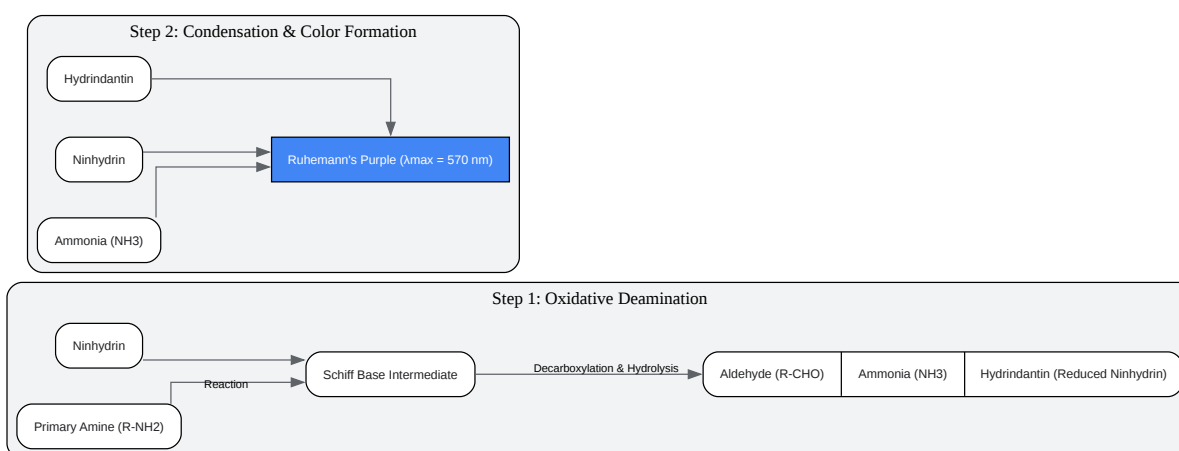 Step 2: Condensation & Color Formation
Hydrindantin
Ninhydrin
Ruhemann's Purple (λmax = 570 nm)
Ammonia (NH3)
Step 1: Oxidative Deamination
Ninhydrin
Reaction
Primary Amine (R-NH2)
Schiff Base Intermediate
Decarboxylation & Hydrolysis
Aldehyde (R-CHO)
Ammonia (NH3)
Hydrindantin (Reduced Ninhydrin)